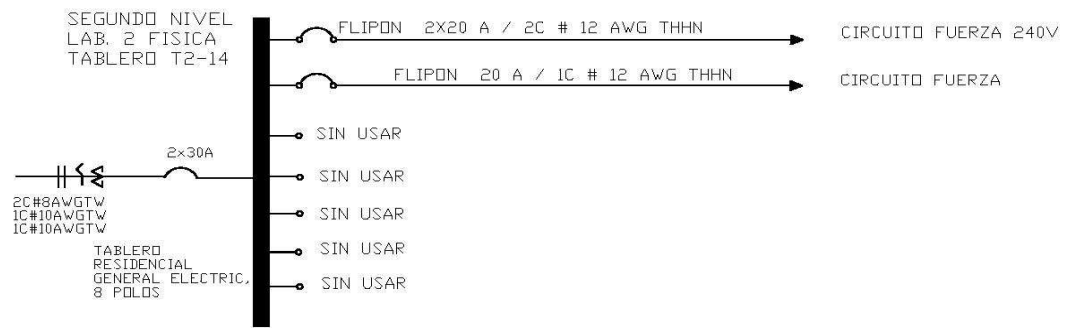 SEGUNDO NIVEL
LAB. 2 FISICA
TABLERO T2-14
FLIPON 2X20 A / 2C # 12 AWG THHN
CIRCUITO FUERZA 240V
FLIPON 20 A / 1C # 12 AWG THHN
CIRCUITO FUERZA
SIN USAR
2x30A
SIN USAR
2C#8AWGTW
1C#10AWGTW
1C#10AWGTW
SIN USAR
TABLERO
RESIDENCIAL
GENERAL ELECTRIC,
8 POLOS
SIN USAR
SIN USAR